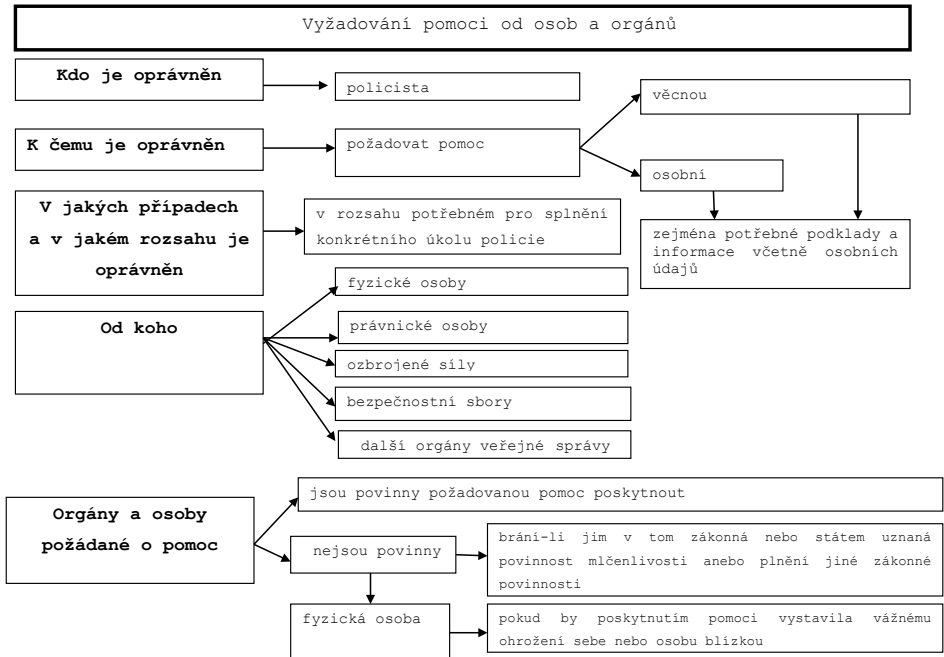 Vyžadování pomoci od osob a orgánů
Kdo je oprávněn
policista
věcnou
K čemu je oprávněn
požadovat pomoc
osobní
V jakých případech
a v jakém rozsahu je
oprávněn
v rozsahu potřebném pro splnění
konkrétního úkolu policie
zejména potřebné podklady a
informace včetně osobních
údajů
Od koho
fyzické osoby
právnické osoby
ozbrojené síly
bezpečnostní sbory
další orgány veřejné správy
Orgány a osoby
požádané o pomoc
jsou povinny požadovanou pomoc poskytnout
nejsou povinny
brání-li jim v tom zákonná nebo státem uznaná
povinnost mlčenlivosti anebo plnění jiné zákonné
povinnosti
fyzická osoba
pokud by poskytnutím pomoci vystavila vážnému
ohrožení sebe nebo osobu blízkou